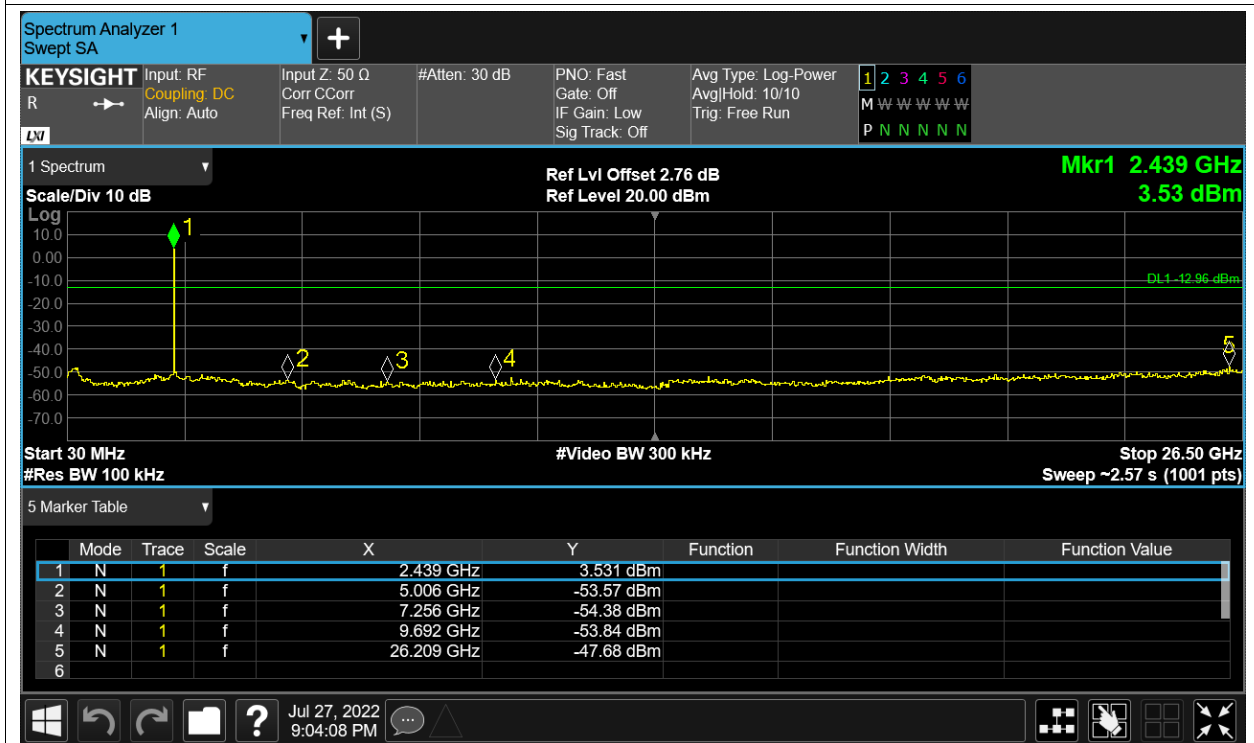 Spectrum Analyzer 1
Swept SA
KEYSIGHT Input: RF Input Z: 50 Ω #Atten: 30 dB PNO: Fast Avg Type: Log-Power 1 2 3 4 5 6
R Coupling: DC Corr CCorr Gate: Off Avg|Hold: 10/10 M W W W W W
Align: Auto Freq Ref: Int (S) IF Gain: Low Trig: Free Run
LXI Sig Track: Off P N N N N N
1 Spectrum Ref Lvl Offset 2.76 dB Mkr1 2.439 GHz
Scale/Div 10 dB Ref Level 20.00 dBm 3.53 dBm
Log
1
10.0
0.00
-10.0 DL1 -12.96 dBm
-20.0
-30.0
-40.0
2 3 4 5
-50.0
-60.0
-70.0
Start 30 MHz #Video BW 300 kHz Stop 26.50 GHz
#Res BW 100 kHz Sweep ~2.57 s (1001 pts)
5 Marker Table
Mode Trace Scale X Y Function Function Width Function Value
1 N 1 f 2.439 GHz 3.531 dBm
2 N 1 f 5.006 GHz -53.57 dBm
3 N 1 f 7.256 GHz -54.38 dBm
4 N 1 f 9.692 GHz -53.84 dBm
5 N 1 f 26.209 GHz -47.68 dBm
6
? Jul 27, 2022
9:04:08 PM